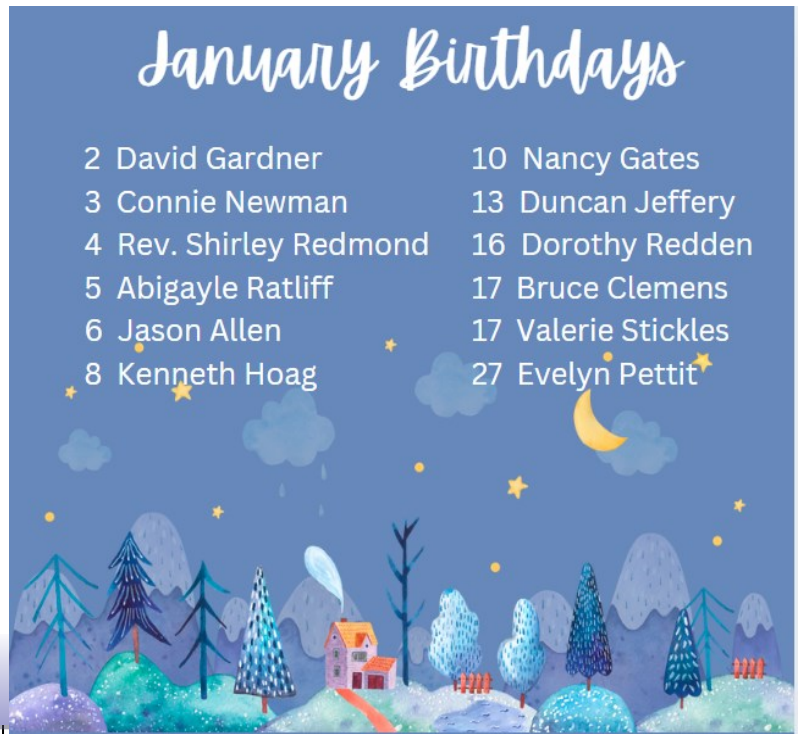 January Birthdays
2 David Gardner
3 Connie Newman
4 Rev. Shirley Redmond
5 Abigayle Ratliff
6 Jason Allen
8 Kenneth Hoag
10 Nancy Gates
13 Duncan Jeffery
16 Dorothy Redden
17 Bruce Clemens
17 Valerie Stickles
27 Evelyn Pettit